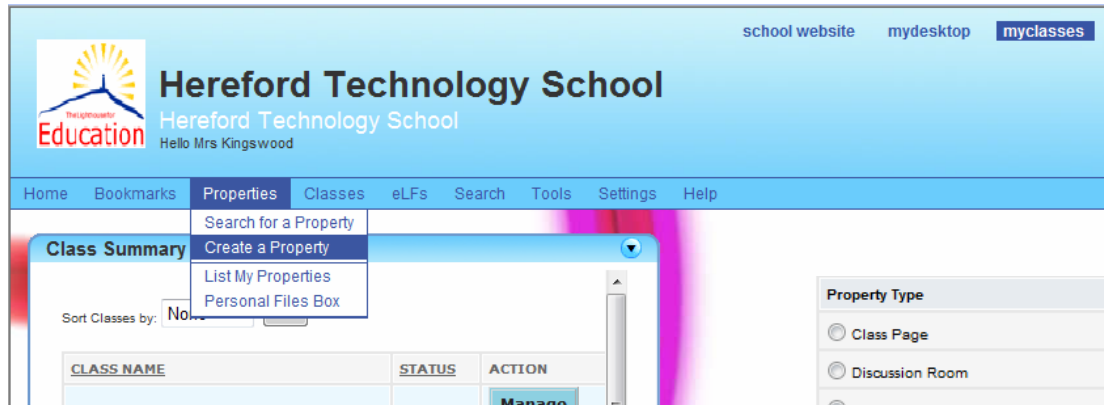 school website mydesktop myclasses
The Lighthouse for
Education
Hereford Technology School
Hereford Technology School
Hello Mrs Kingswood
Home Bookmarks Properties Classes eLFs Search Tools Settings Help
Search for a Property
Create a Property
List My Properties
Personal Files Box
Class Summary
Sort Classes by:
CLASS NAME STATUS ACTION
Manage
Property Type
Class Page
Discussion Room